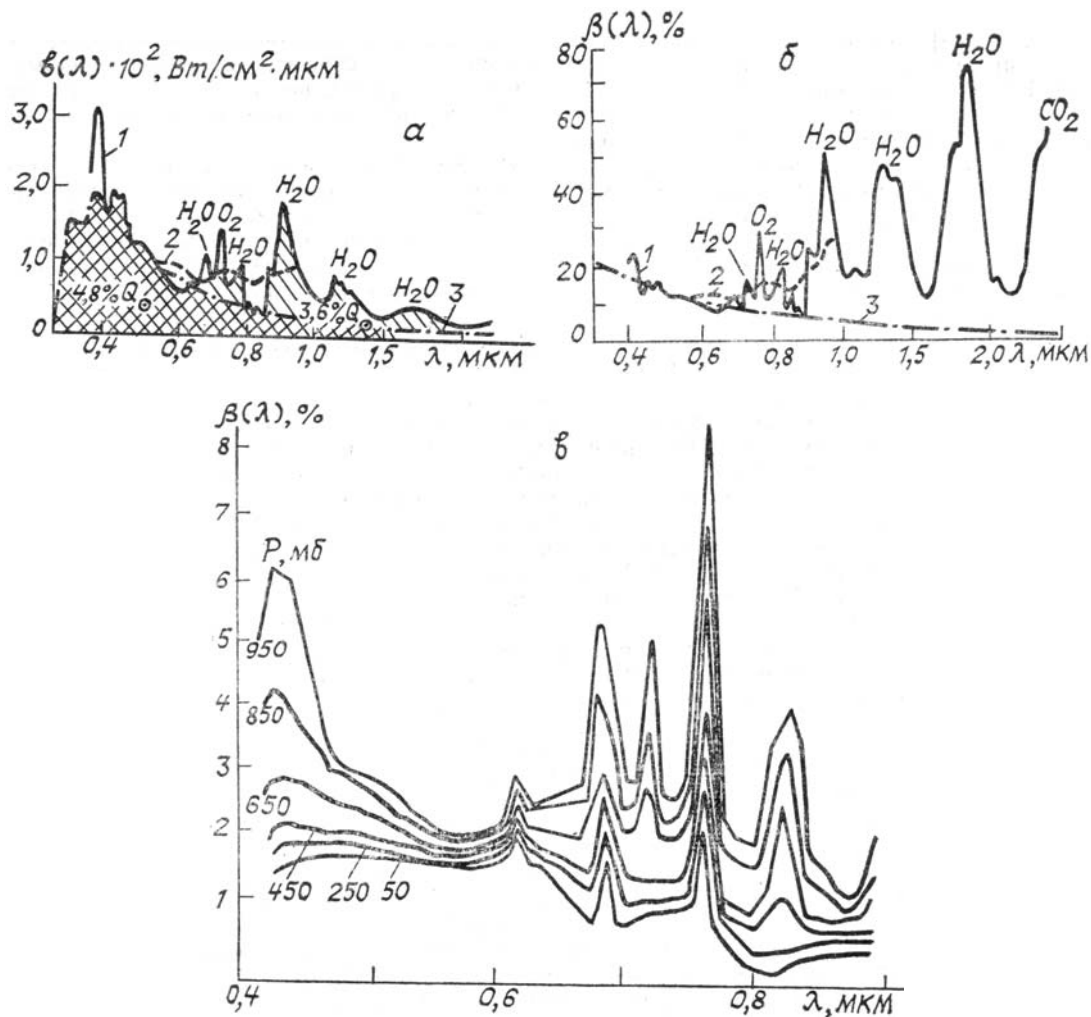 в(λ)·10², Вт/см²·мкм
а
3,0
2,0
1,0
0
1
2
3
H₂O
O₂
H₂O
H₂O
H₂O
H₂O
4,8% Q⊙
3,6% Q⊙
0,4 0,6 0,8 1,0 1,5 λ, мкм
β(λ), %
б
80
60
40
20
0
1
2
3
H₂O
O₂
H₂O
H₂O
H₂O
H₂O
CO₂
0,4 0,6 1,0 1,5 2,0 λ, мкм
β(λ), %
в
8
7
6
5
4
3
2
1
P, мб
950
850
650
450 250 50
0,4 0,6 0,8 λ, мкм